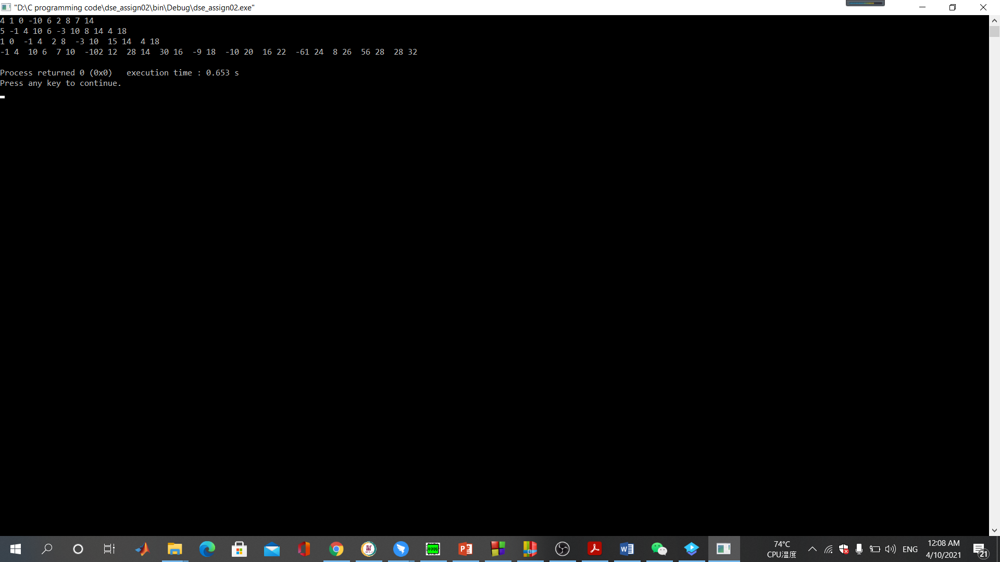 "D:\C programming code\dse_assign02\bin\Debug\dse_assign02.exe"
4 1 0 -10 6 2 8 7 14
5 -1 4 10 6 -3 10 8 14 4 18
1 0  -1 4  2 8  -3 10  15 14  4 18
-1 4  10 6  7 10  -102 12  28 14  30 16  -9 18  -10 20  16 22  -61 24  8 26  56 28  28 32
Process returned 0 (0x0)   execution time : 0.653 s
Press any key to continue.
74°C
CPU温度
ENG
12:08 AM
4/10/2021
21